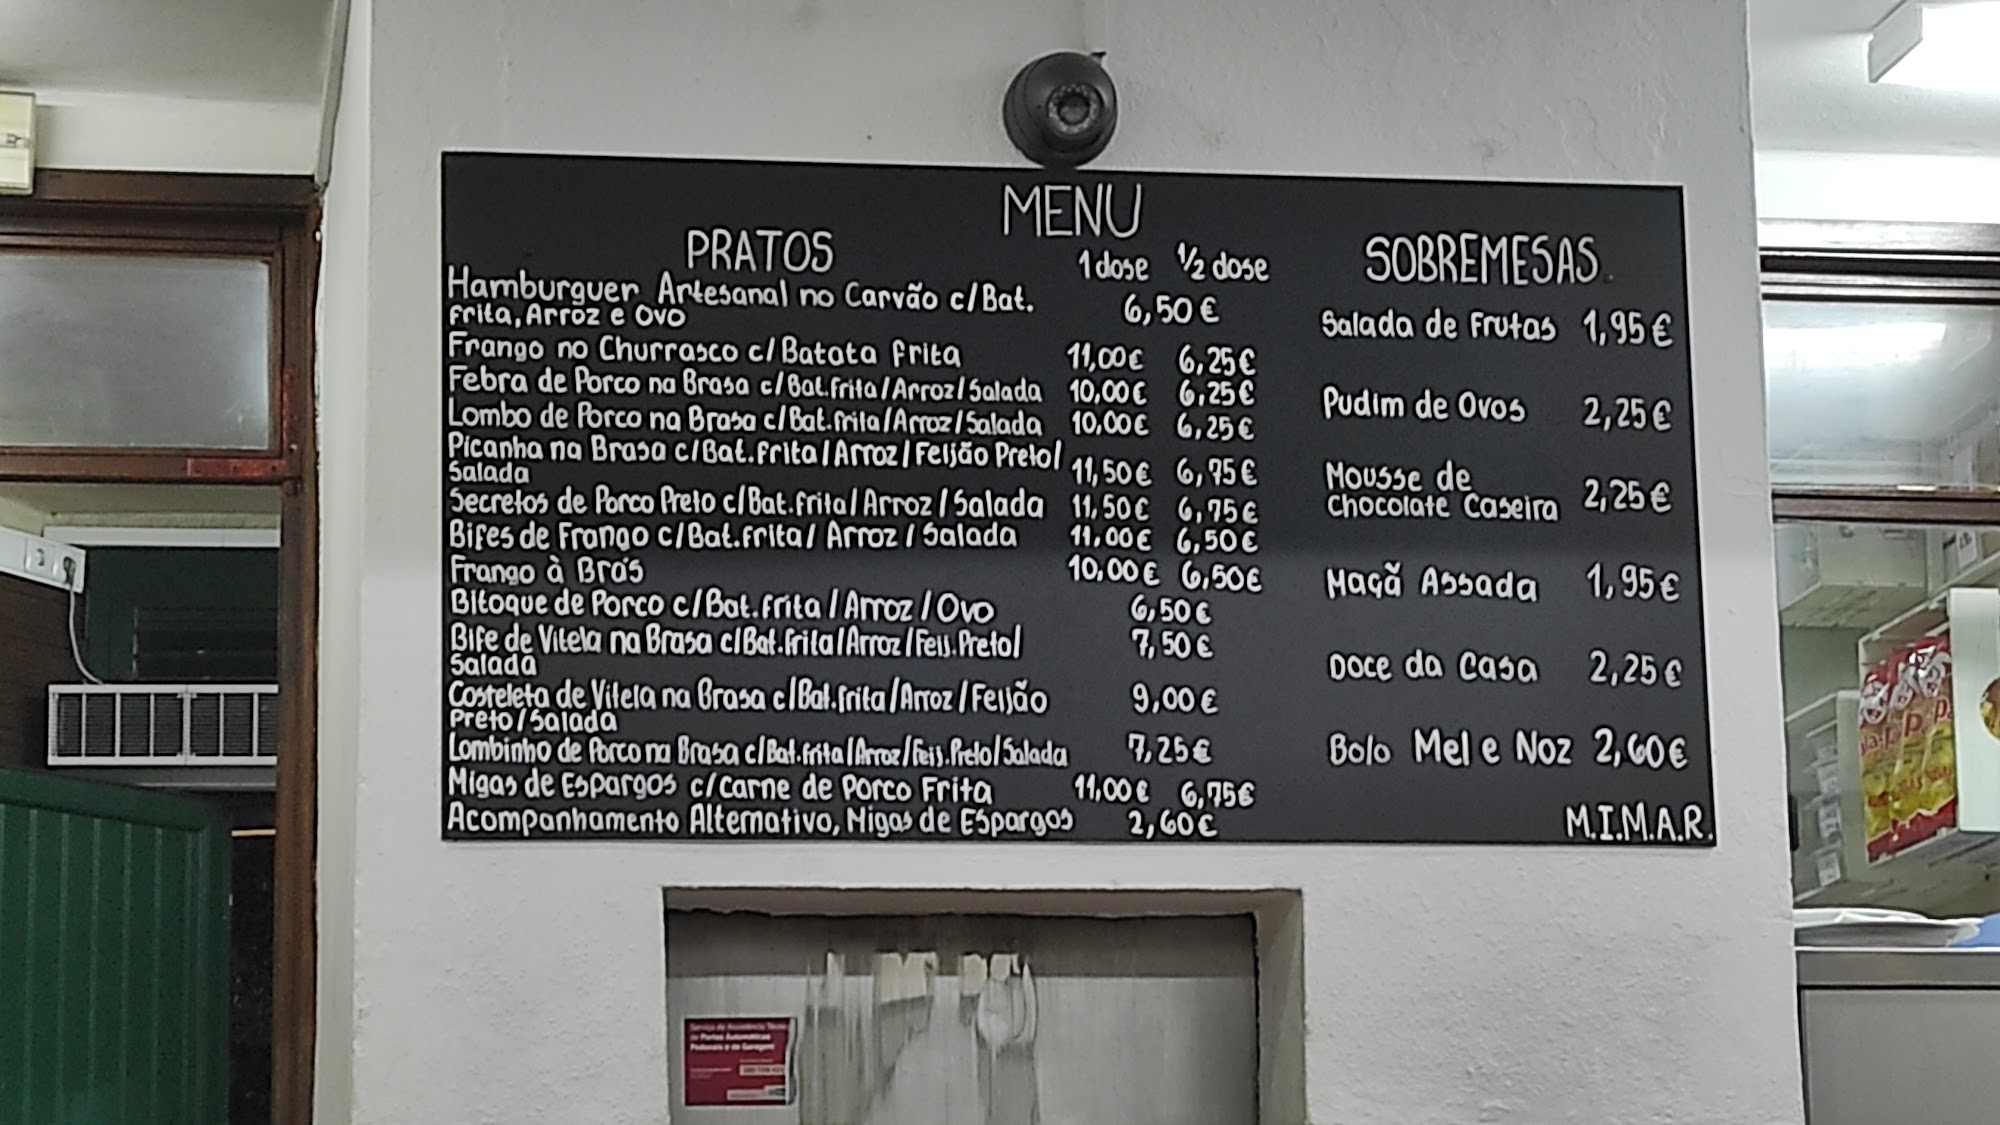 MENU
PRATOS
1 dose ½ dose
Hamburguer Artesanal no Carvão c/Bat.
frita, Arroz e Ovo 6,50€
Frango no Churrasco c/Batata frita 11,00€ 6,25€
Febra de Porco na Brasa c/Bat.frita/Arroz/Salada 10,00€ 6,25€
Lombo de Porco na Brasa c/Bat.frita/Arroz/Salada 10,00€ 6,25€
Picanha na Brasa c/Bat.frita/Arroz/Feijão Preto/
Salada 11,50€ 6,75€
Secretos de Porco Preto c/Bat.frita/Arroz/Salada 11,50€ 6,75€
Bifes de Frango c/Bat.frita/Arroz/Salada 11,00€ 6,50€
Frango à Brás 10,00€ 6,50€
Bitoque de Porco c/Bat.frita/Arroz/Ovo 6,50€
Bife de Vitela na Brasa c/Bat.frita/Arroz/Feij.Preto/ 7,50€
Salada
Costeleta de Vitela na Brasa c/Bat.frita/Arroz/Feijão 9,00€
Preto/Salada
Lombinho de Porco na Brasa c/Bat.frita/Arroz/Feij.Preto/Salada 7,25€
Migas de Espargos c/Carne de Porco Frita 11,00€ 6,75€
Acompanhamento Alternativo, Migas de Espargos 2,60€
SOBREMESAS
Salada de Frutas 1,95€
Pudim de Ovos 2,25€
Mousse de
Chocolate Caseira 2,25€
Maçã Assada 1,95€
Doce da Casa 2,25€
Bolo Mel e Noz 2,60€
M.I.M.A.R.
Serviço de Assistência
de Portas Automáticas
Pedonais e de Garagem